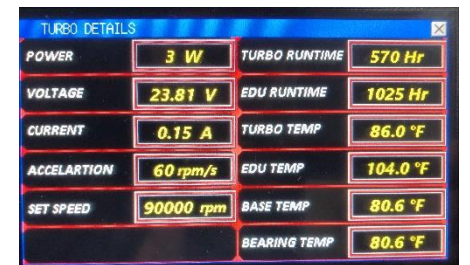 TURBO DETAILS
POWER 3 W TURBO RUNTIME 570 Hr
VOLTAGE 23.81 V EDU RUNTIME 1025 Hr
CURRENT 0.15 A TURBO TEMP 86.0 °F
ACCELARTION 60 rpm/s EDU TEMP 104.0 °F
SET SPEED 90000 rpm BASE TEMP 80.6 °F
BEARING TEMP 80.6 °F